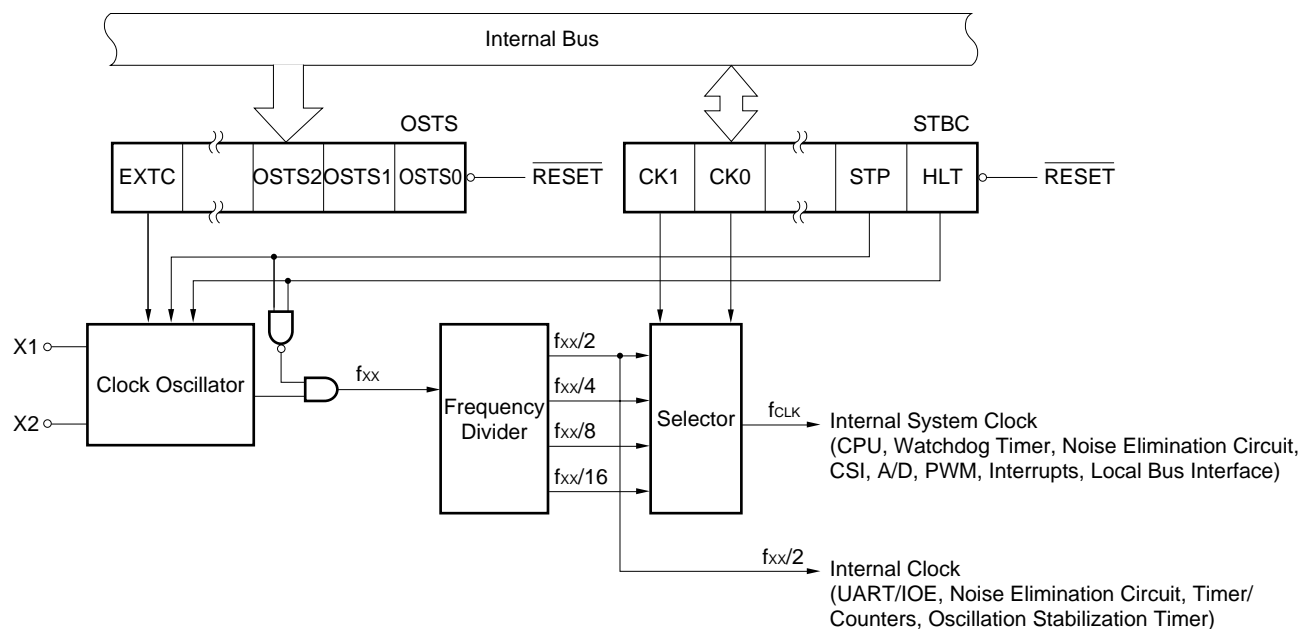 Internal Bus
OSTS
STBC
EXTC
OSTS2
OSTS1
OSTS0
RESET
CK1
CK0
STP
HLT
RESET
X1
X2
Clock Oscillator
fXX
Frequency
Divider
fXX/2
fXX/4
fXX/8
fXX/16
Selector
fCLK
Internal System Clock
(CPU, Watchdog Timer, Noise Elimination Circuit,
CSI, A/D, PWM, Interrupts, Local Bus Interface)
fXX/2
Internal Clock
(UART/IOE, Noise Elimination Circuit, Timer/
Counters, Oscillation Stabilization Timer)